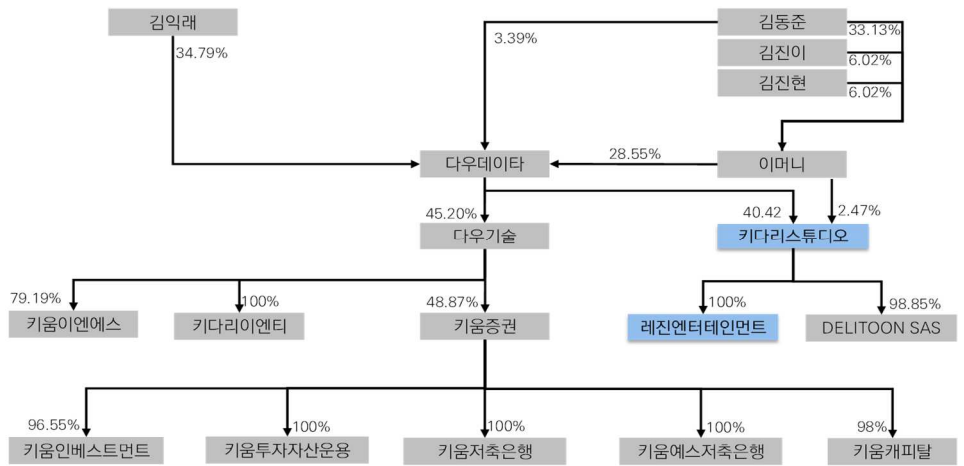 김익래
김동준
34.79%
3.39%
33.13%
김진이
6.02%
김진현
6.02%
다우데이타
28.55%
이머니
45.20%
40.42
2.47%
다우기술
키다리스튜디오
79.19%
100%
48.87%
100%
98.85%
키움이엔에스
키다리이엔티
키움증권
레진엔터테인먼트
DELITOON SAS
96.55%
100%
100%
100%
98%
키움인베스트먼트
키움투자자산운용
키움저축은행
키움예스저축은행
키움캐피탈